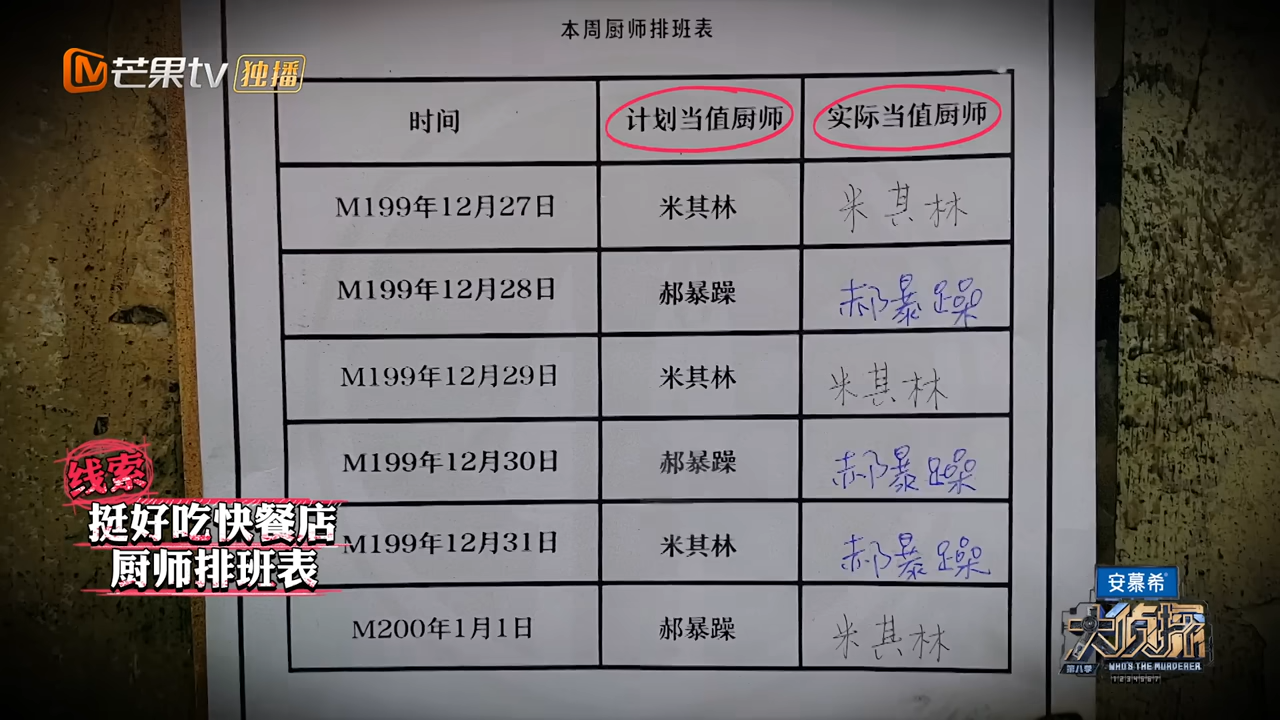 本周厨师排班表
芒果tv 独播
时间 计划当值厨师 实际当值厨师
M199年12月27日 米其林 米其林
M199年12月28日 郝暴躁 郝暴躁
M199年12月29日 米其林 米其林
M199年12月30日 郝暴躁 郝暴躁
M199年12月31日 米其林 郝暴躁
M200年1月1日 郝暴躁 米其林
线索
挺好吃快餐店
厨师排班表
安慕希
大侦探
第八季 WHO'S THE MURDERER